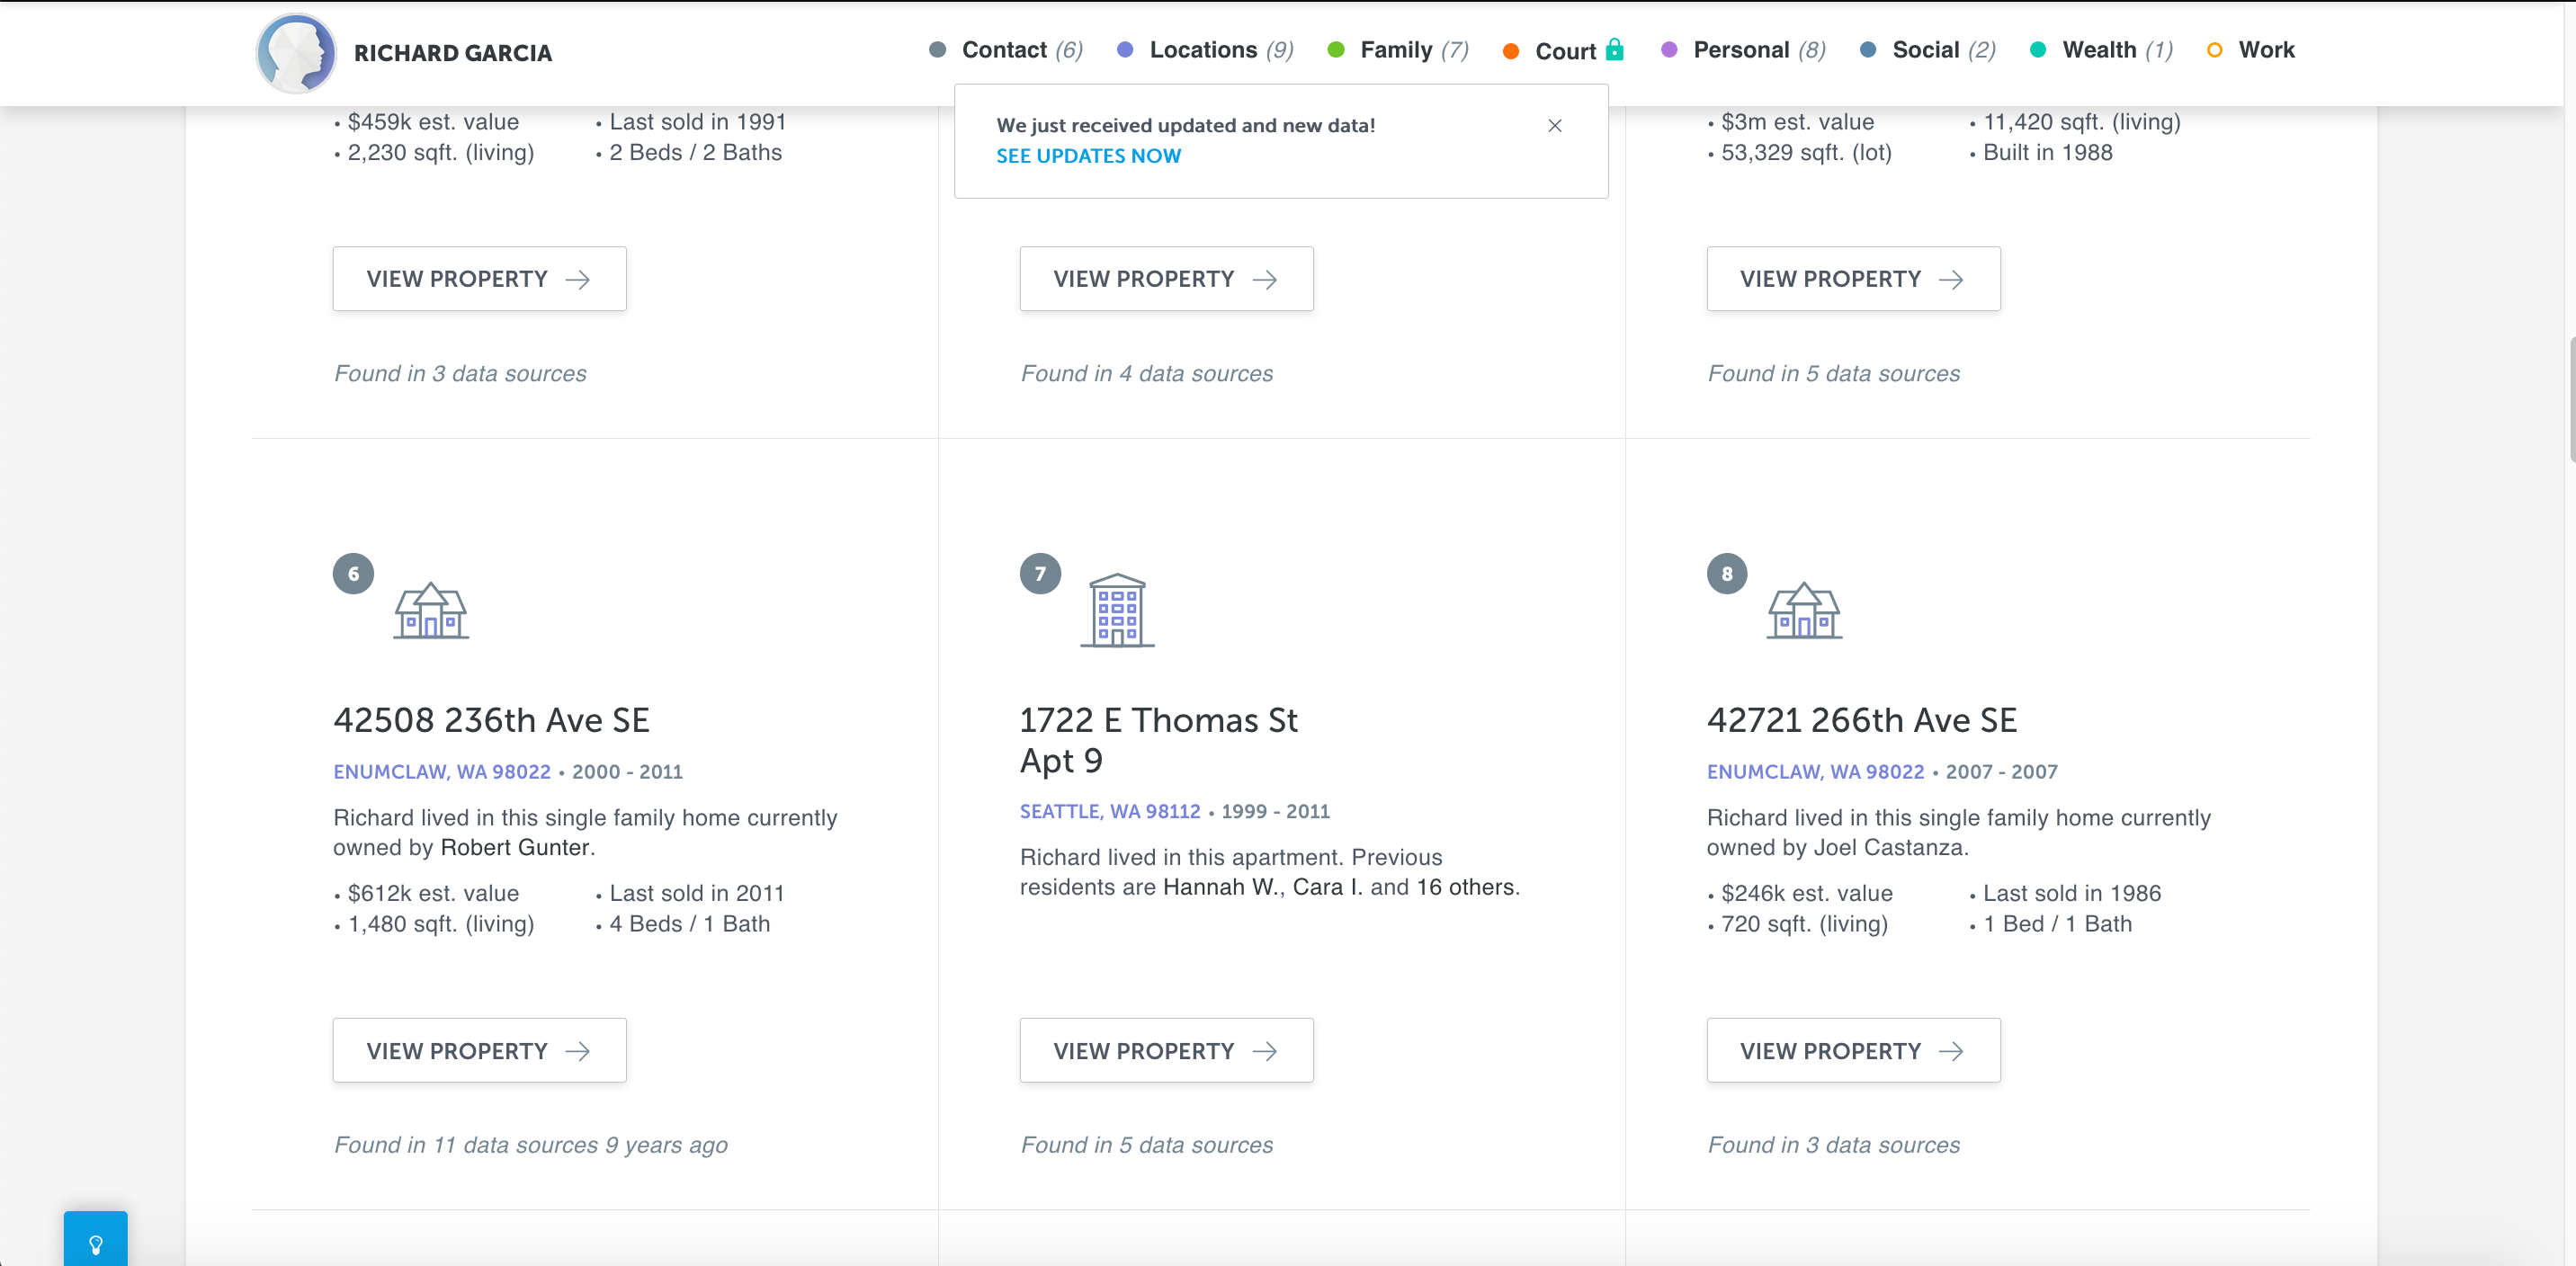 RICHARD GARCIA
Contact (6) Locations (9) Family (7) Court Personal (8) Social (2) Wealth (1) Work
We just received updated and new data!
SEE UPDATES NOW
• $459k est. value • Last sold in 1991
• 2,230 sqft. (living) • 2 Beds / 2 Baths
VIEW PROPERTY
Found in 3 data sources
VIEW PROPERTY
Found in 4 data sources
• $3m est. value • 11,420 sqft. (living)
• 53,329 sqft. (lot) • Built in 1988
VIEW PROPERTY
Found in 5 data sources
6
42508 236th Ave SE
ENUMCLAW, WA 98022 • 2000 - 2011
Richard lived in this single family home currently
owned by Robert Gunter.
• $612k est. value • Last sold in 2011
• 1,480 sqft. (living) • 4 Beds / 1 Bath
VIEW PROPERTY
Found in 11 data sources 9 years ago
7
1722 E Thomas St
Apt 9
SEATTLE, WA 98112 • 1999 - 2011
Richard lived in this apartment. Previous
residents are Hannah W., Cara I. and 16 others.
VIEW PROPERTY
Found in 5 data sources
8
42721 266th Ave SE
ENUMCLAW, WA 98022 • 2007 - 2007
Richard lived in this single family home currently
owned by Joel Castanza.
• $246k est. value • Last sold in 1986
• 720 sqft. (living) • 1 Bed / 1 Bath
VIEW PROPERTY
Found in 3 data sources